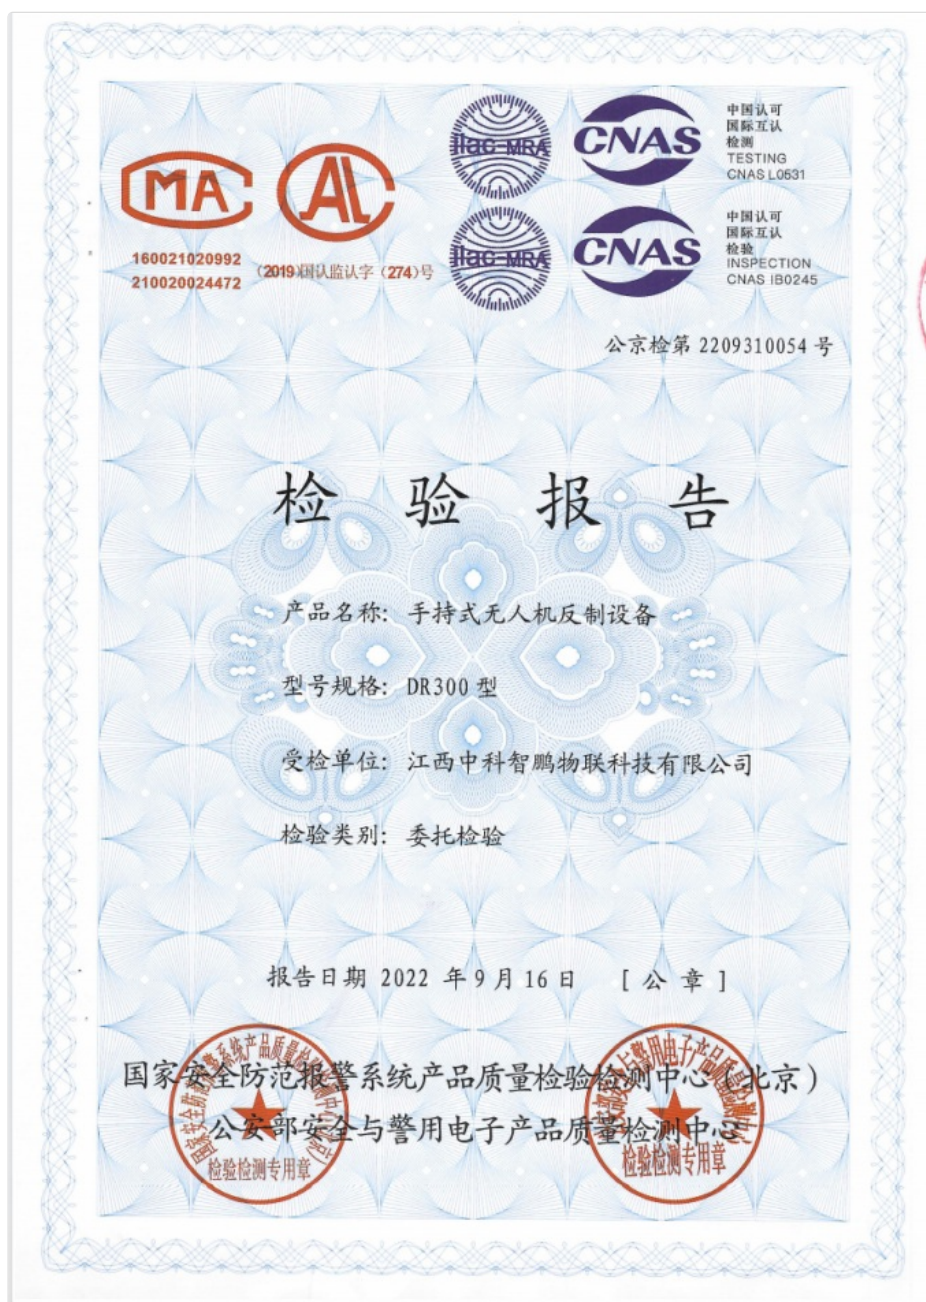 MA
AL
ilac-MRA
CNAS
中国认可
国际互认
检测
TESTING
CNAS L0531
160021020992
210020024472
(2019)国认监认字(274)号
ilac-MRA
CNAS
中国认可
国际互认
检验
INSPECTION
CNAS IB0245
公京检第 2209310054 号
检 验 报 告
产品名称: 手持式无人机反制设备
型号规格: DR300 型
受检单位: 江西中科智鹏物联科技有限公司
检验类别: 委托检验
报告日期 2022 年 9 月 16 日 [ 公 章 ]
国家安全防范报警系统产品质量检验检测中心(北京)
公安部安全与警用电子产品质量检测中心
检验检测专用章
检验检测专用章